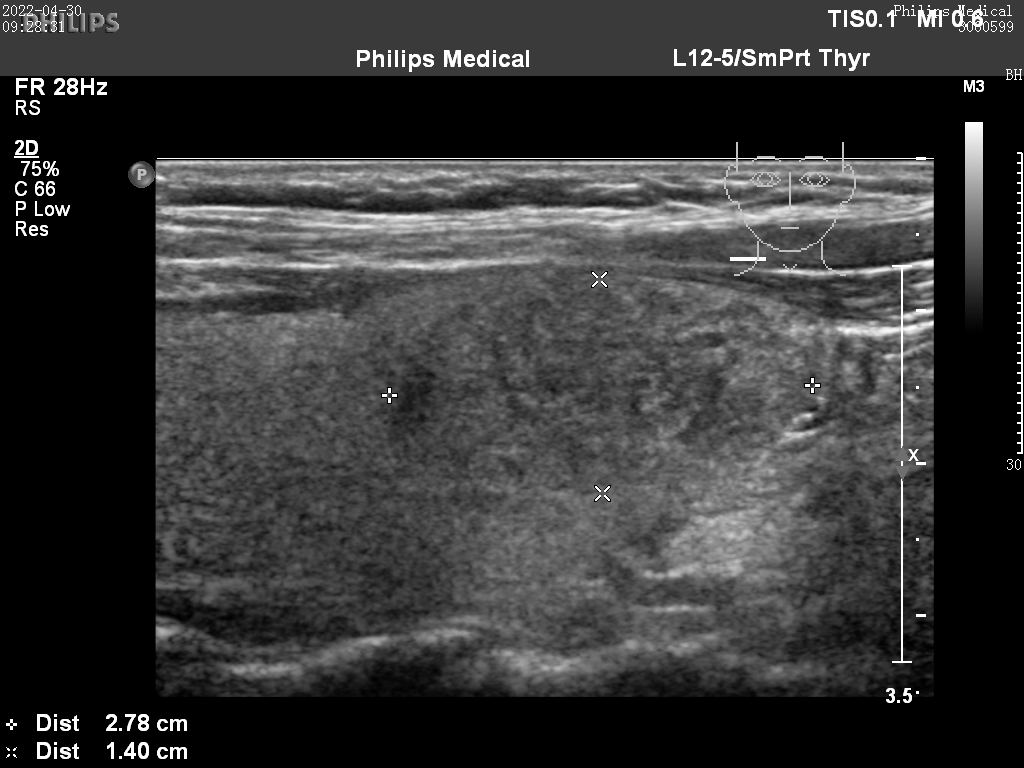 2022-04-30
09:28:31
PHILIPS
TIS0.1 MI 0.6
Philips Medical
3000599
Philips Medical
L12-5/SmPrt Thyr
BH
FR 28Hz
RS
M3
2D
75%
C 66
P Low
Res
P
X
30
3.5
Dist 2.78 cm
Dist 1.40 cm